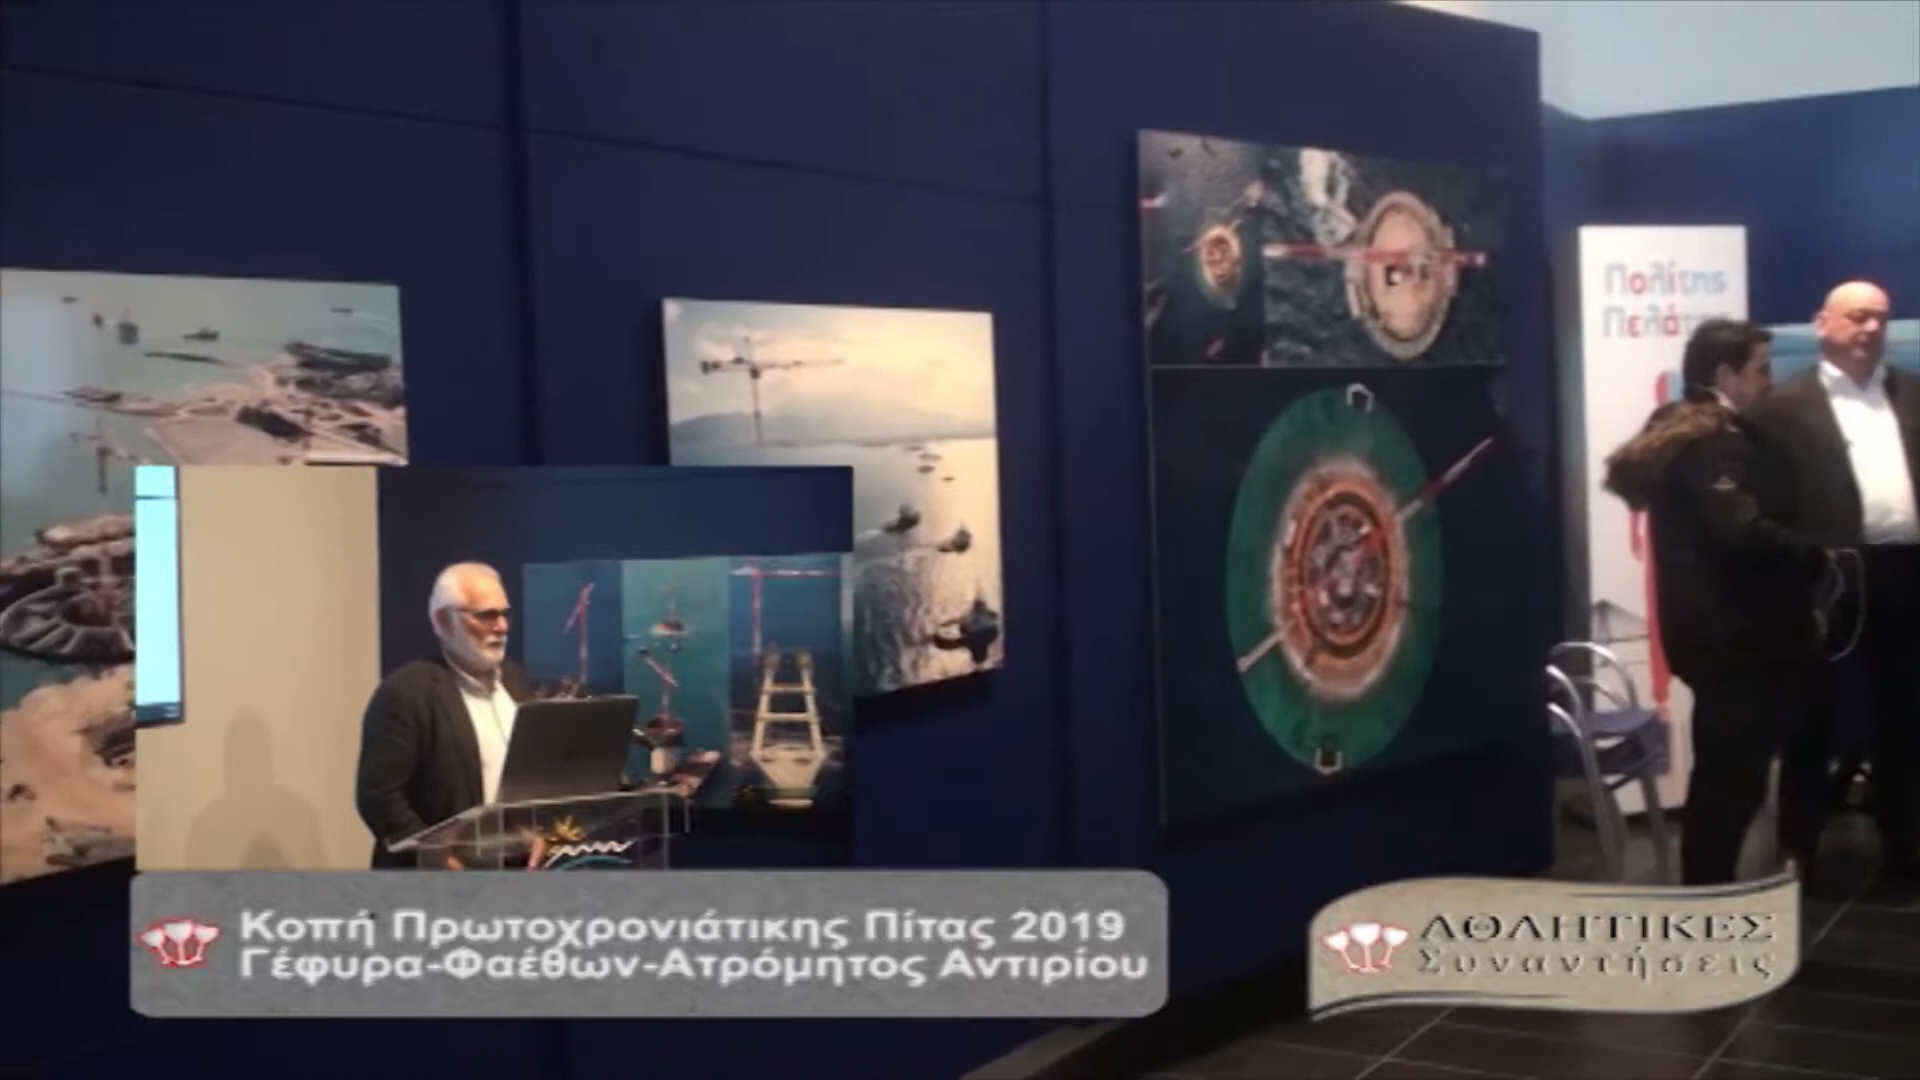 Πολίτης
Κοπή Πρωτοχρονιάτικης Πίτας 2019
Γέφυρα-Φαέθων-Ατρόμητος Αντιρίου
ΑΘΛΗΤΙΚΕΣ
Συναντήσεις